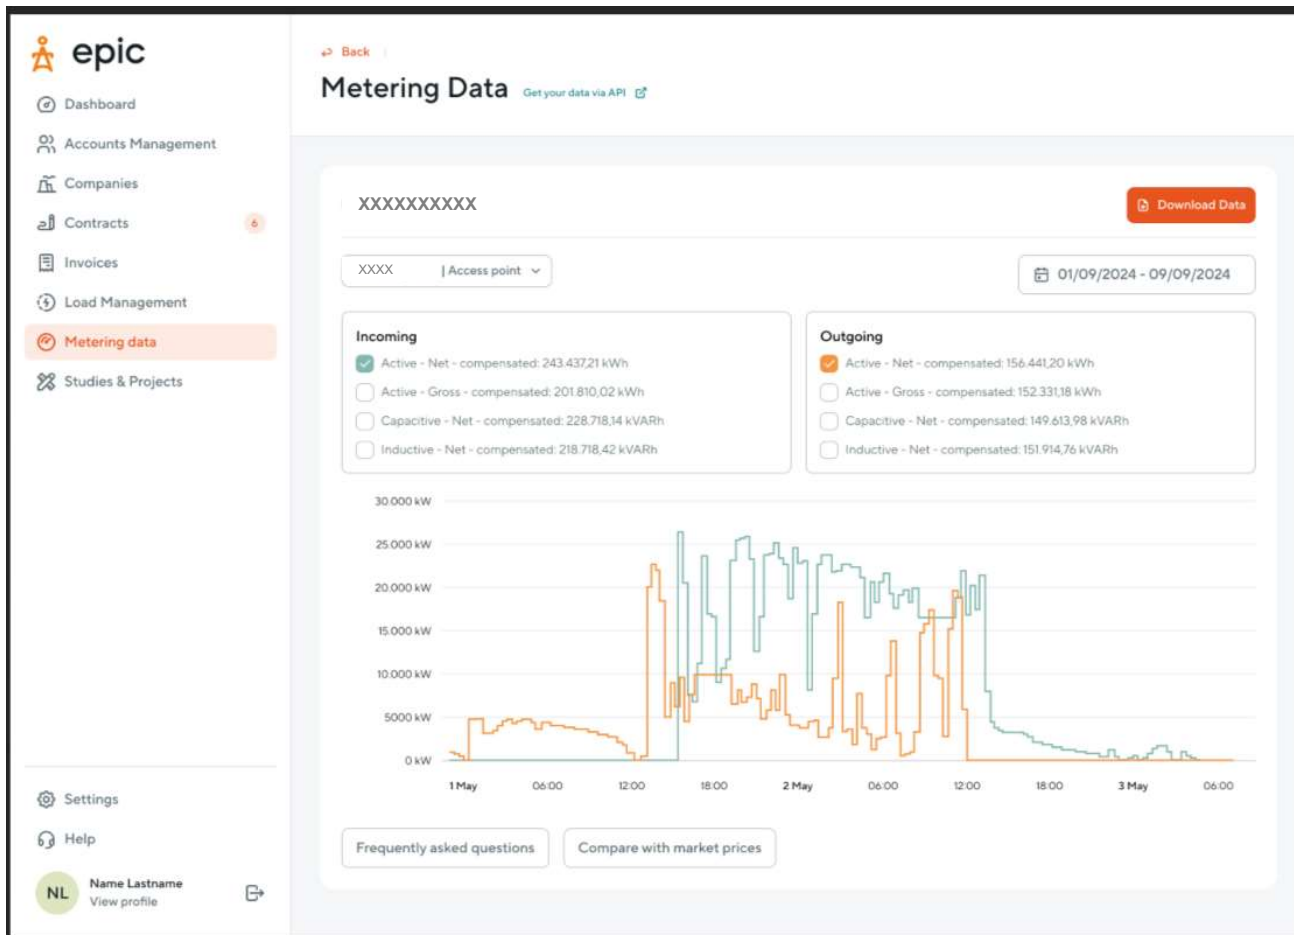 epic
Dashboard
Accounts Management
Companies
Contracts 6
Invoices
Load Management
Metering data
Studies & Projects
Settings
Help
NL
Name Lastname
View profile
Back
Metering Data Get your data via API
XXXXXXXXXX
Download Data
XXXX | Access point
01/09/2024 - 09/09/2024
Incoming
Active - Net - compensated: 243.437,21 kWh
Active - Gross - compensated: 201.810,02 kWh
Capacitive - Net - compensated: 228.718,14 kVARh
Inductive - Net - compensated: 218.718,42 kVARh
Outgoing
Active - Net - compensated: 156.441,20 kWh
Active - Gross - compensated: 152.331,18 kWh
Capacitive - Net - compensated: 149.613,98 kVARh
Inductive - Net - compensated: 151.914,76 kVARh
30.000 kW
25.000 kW
20.000 kW
15.000 kW
10.000 kW
5000 kW
0 kW
1 May 06:00 12:00 18:00 2 May 06:00 12:00 18:00 3 May 06:00
Frequently asked questions
Compare with market prices